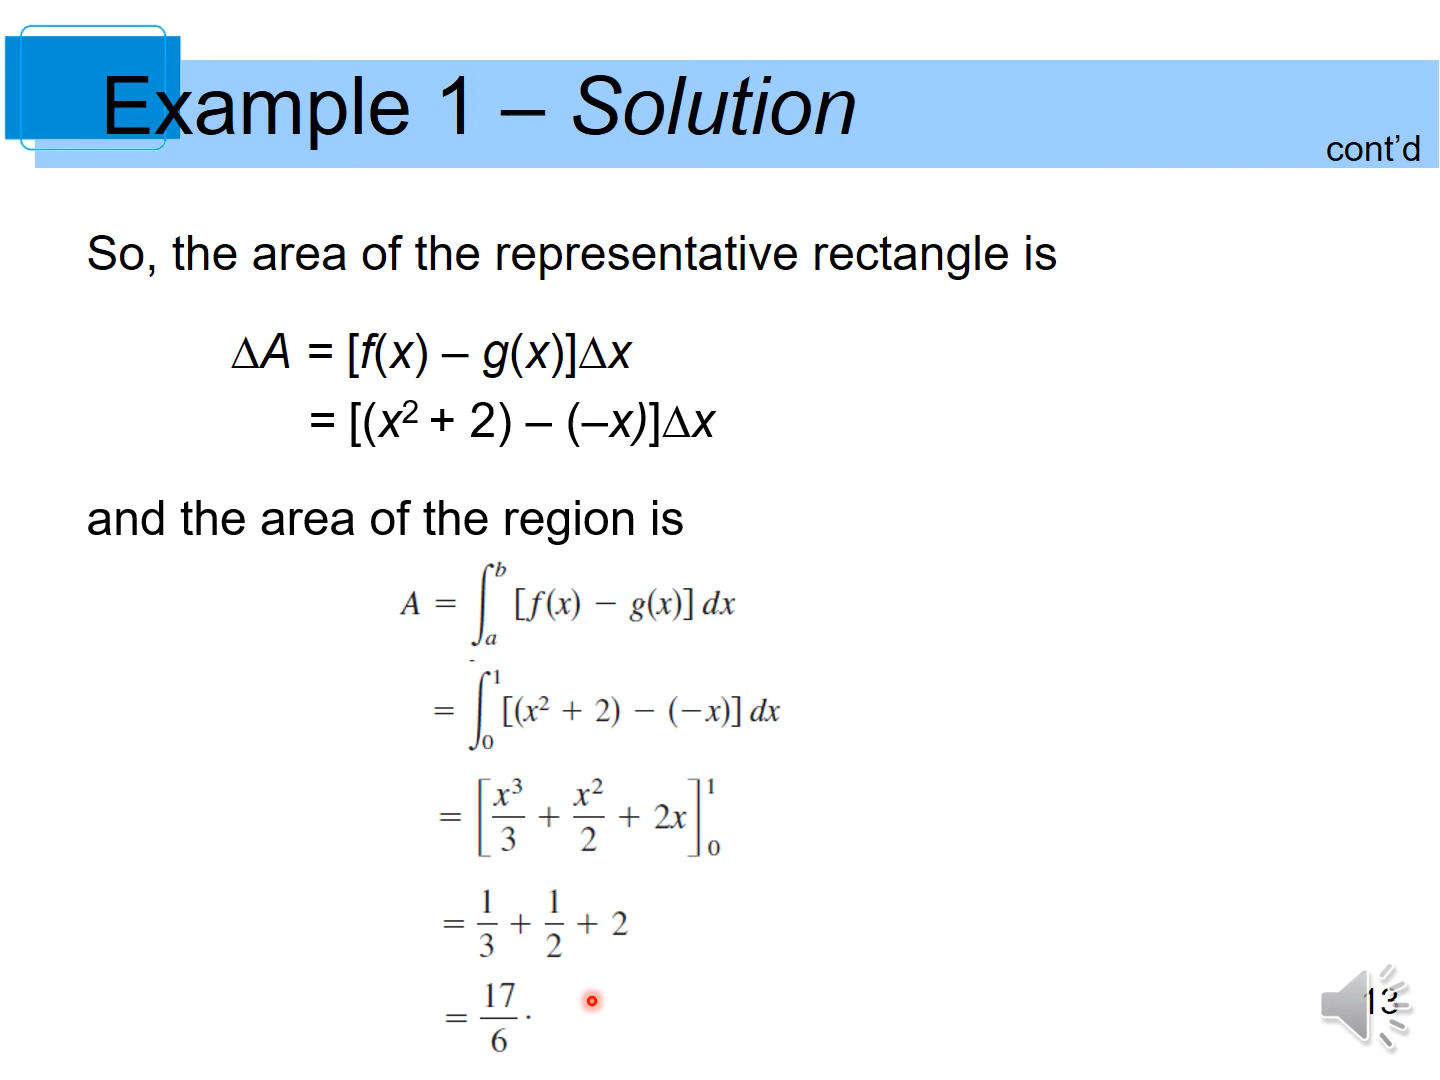 Example 1 – Solution
cont’d
So, the area of the representative rectangle is
∆A = [f(x) – g(x)]∆x
= [(x² + 2) – (–x)]∆x
and the area of the region is
A = ∫ₐᵇ [f(x) − g(x)] dx
= ∫₀¹ [(x² + 2) − (−x)] dx
= [x³/3 + x²/2 + 2x]₀¹
= 1/3 + 1/2 + 2
= 17/6.
13